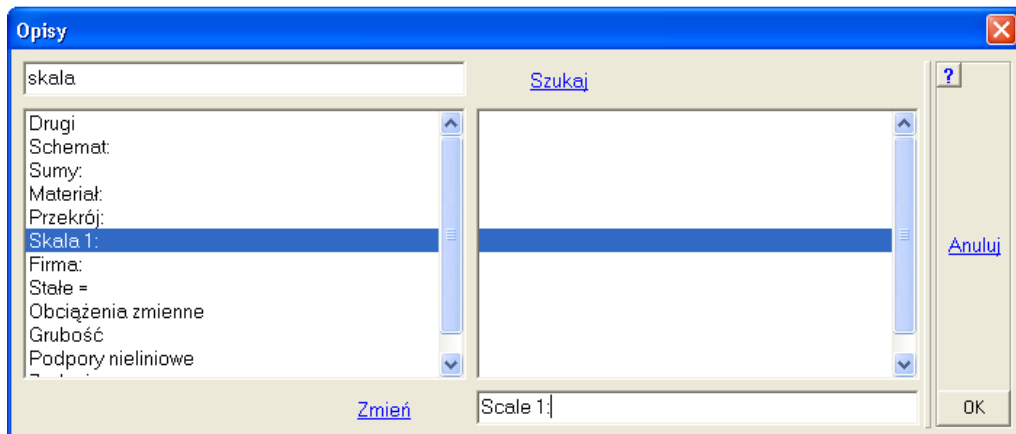 Opisy
skala
Szukaj
?
Drugi
Schemat:
Sumy:
Materiał:
Przekrój:
Skala 1:
Firma:
Stałe =
Obciążenia zmienne
Grubość
Podpory nieliniowe
Anuluj
Zmień
Scale 1:
OK